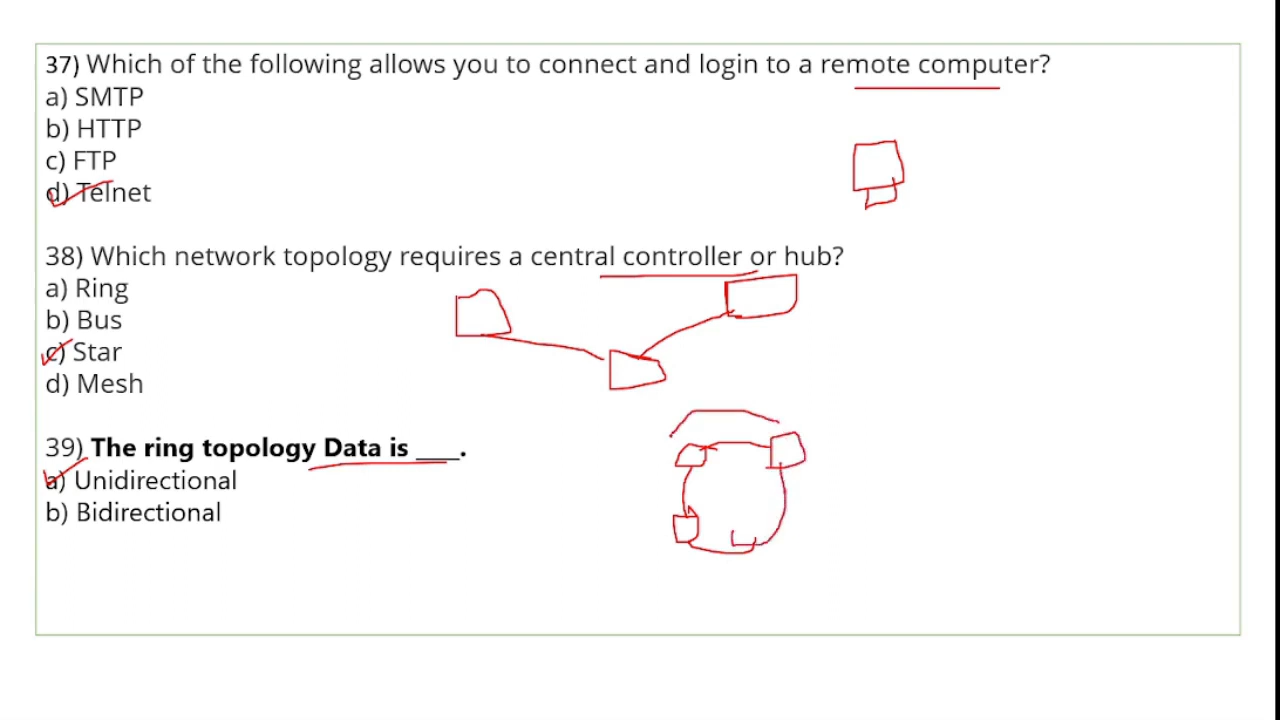 37) Which of the following allows you to connect and login to a remote computer?
a) SMTP
b) HTTP
c) FTP
d) Telnet
38) Which network topology requires a central controller or hub?
a) Ring
b) Bus
c) Star
d) Mesh
39) The ring topology Data is ____.
a) Unidirectional
b) Bidirectional